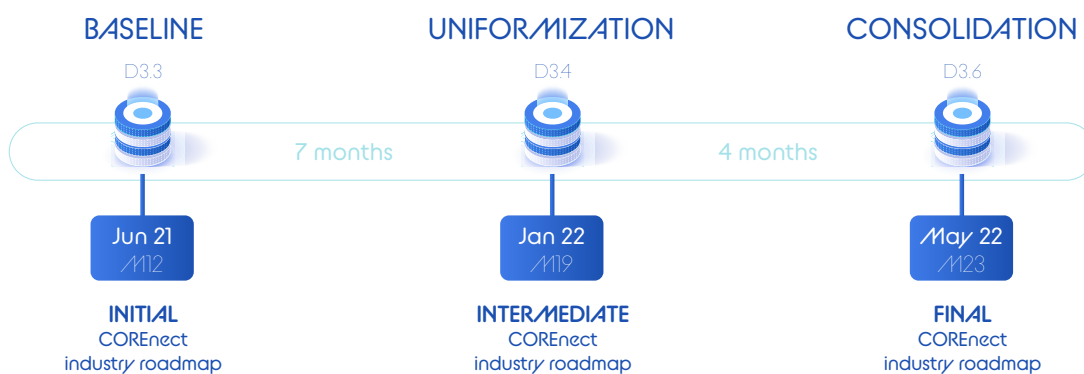 BASELINE
UNIFORMIZATION
CONSOLIDATION
D3.3
D3.4
D3.6
7 months
4 months
Jun 21
Jan 22
May 22
M12
M19
M23
INITIAL
INTERMEDIATE
FINAL
COREnect
COREnect
COREnect
industry roadmap
industry roadmap
industry roadmap